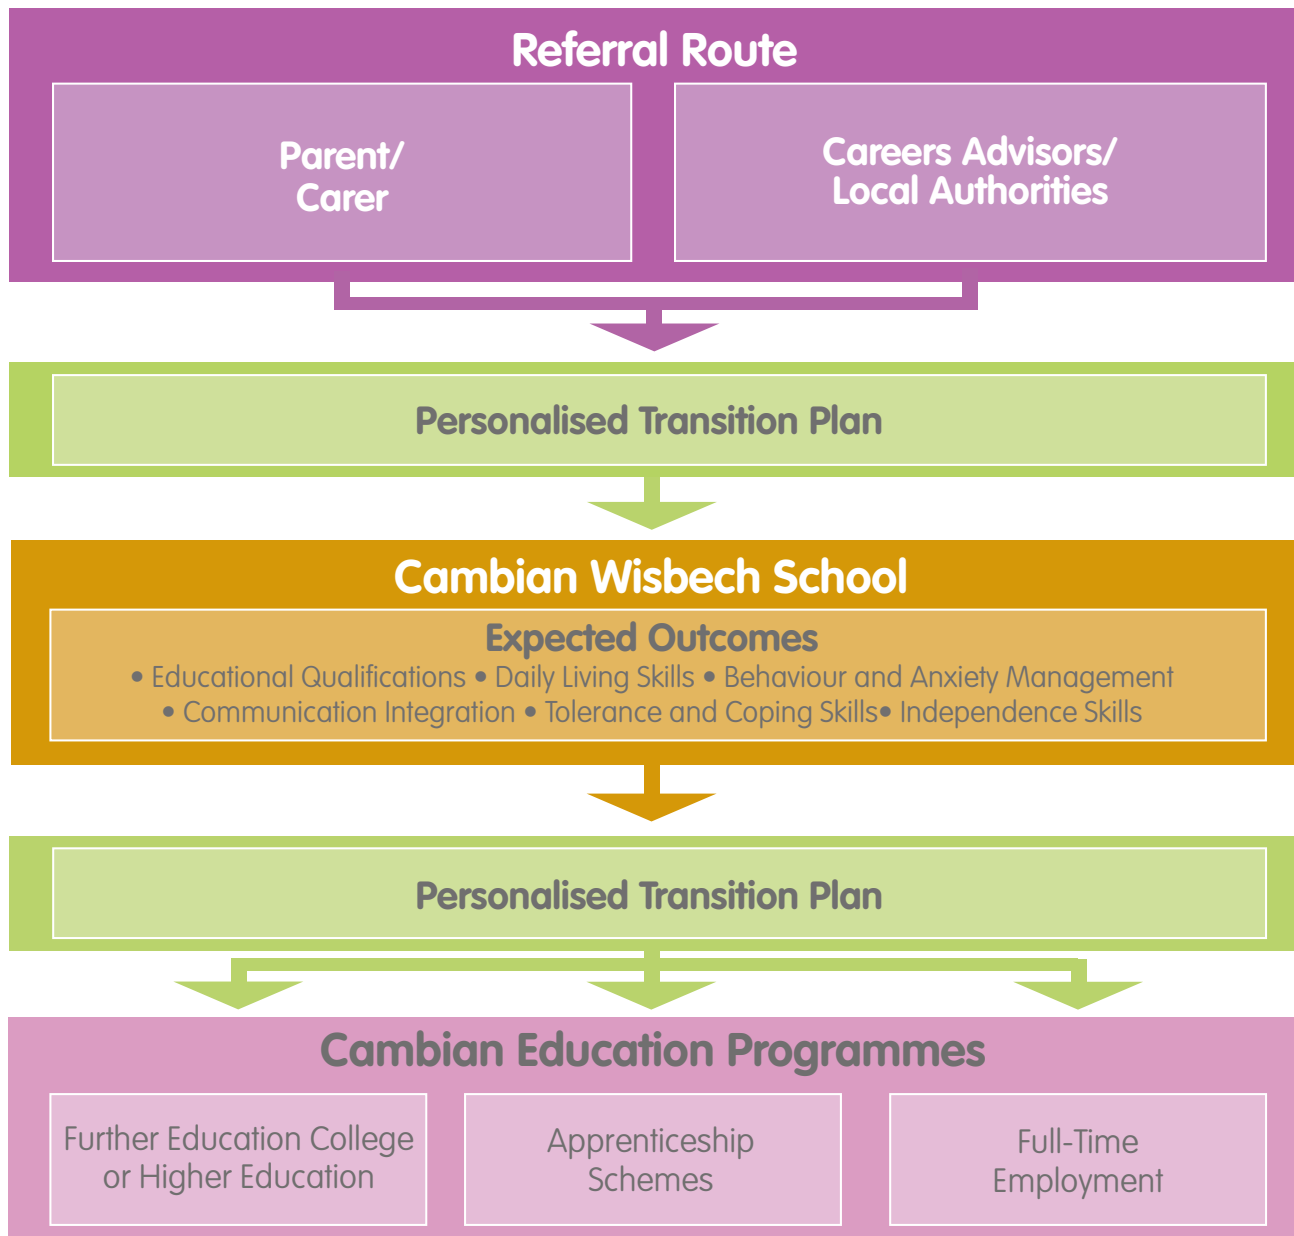 Referral Route
Parent/
Carer
Careers Advisors/
Local Authorities
Personalised Transition Plan
Cambian Wisbech School
Expected Outcomes
• Educational Qualifications • Daily Living Skills • Behaviour and Anxiety Management
• Communication Integration • Tolerance and Coping Skills• Independence Skills
Personalised Transition Plan
Cambian Education Programmes
Further Education College
or Higher Education
Apprenticeship
Schemes
Full-Time
Employment